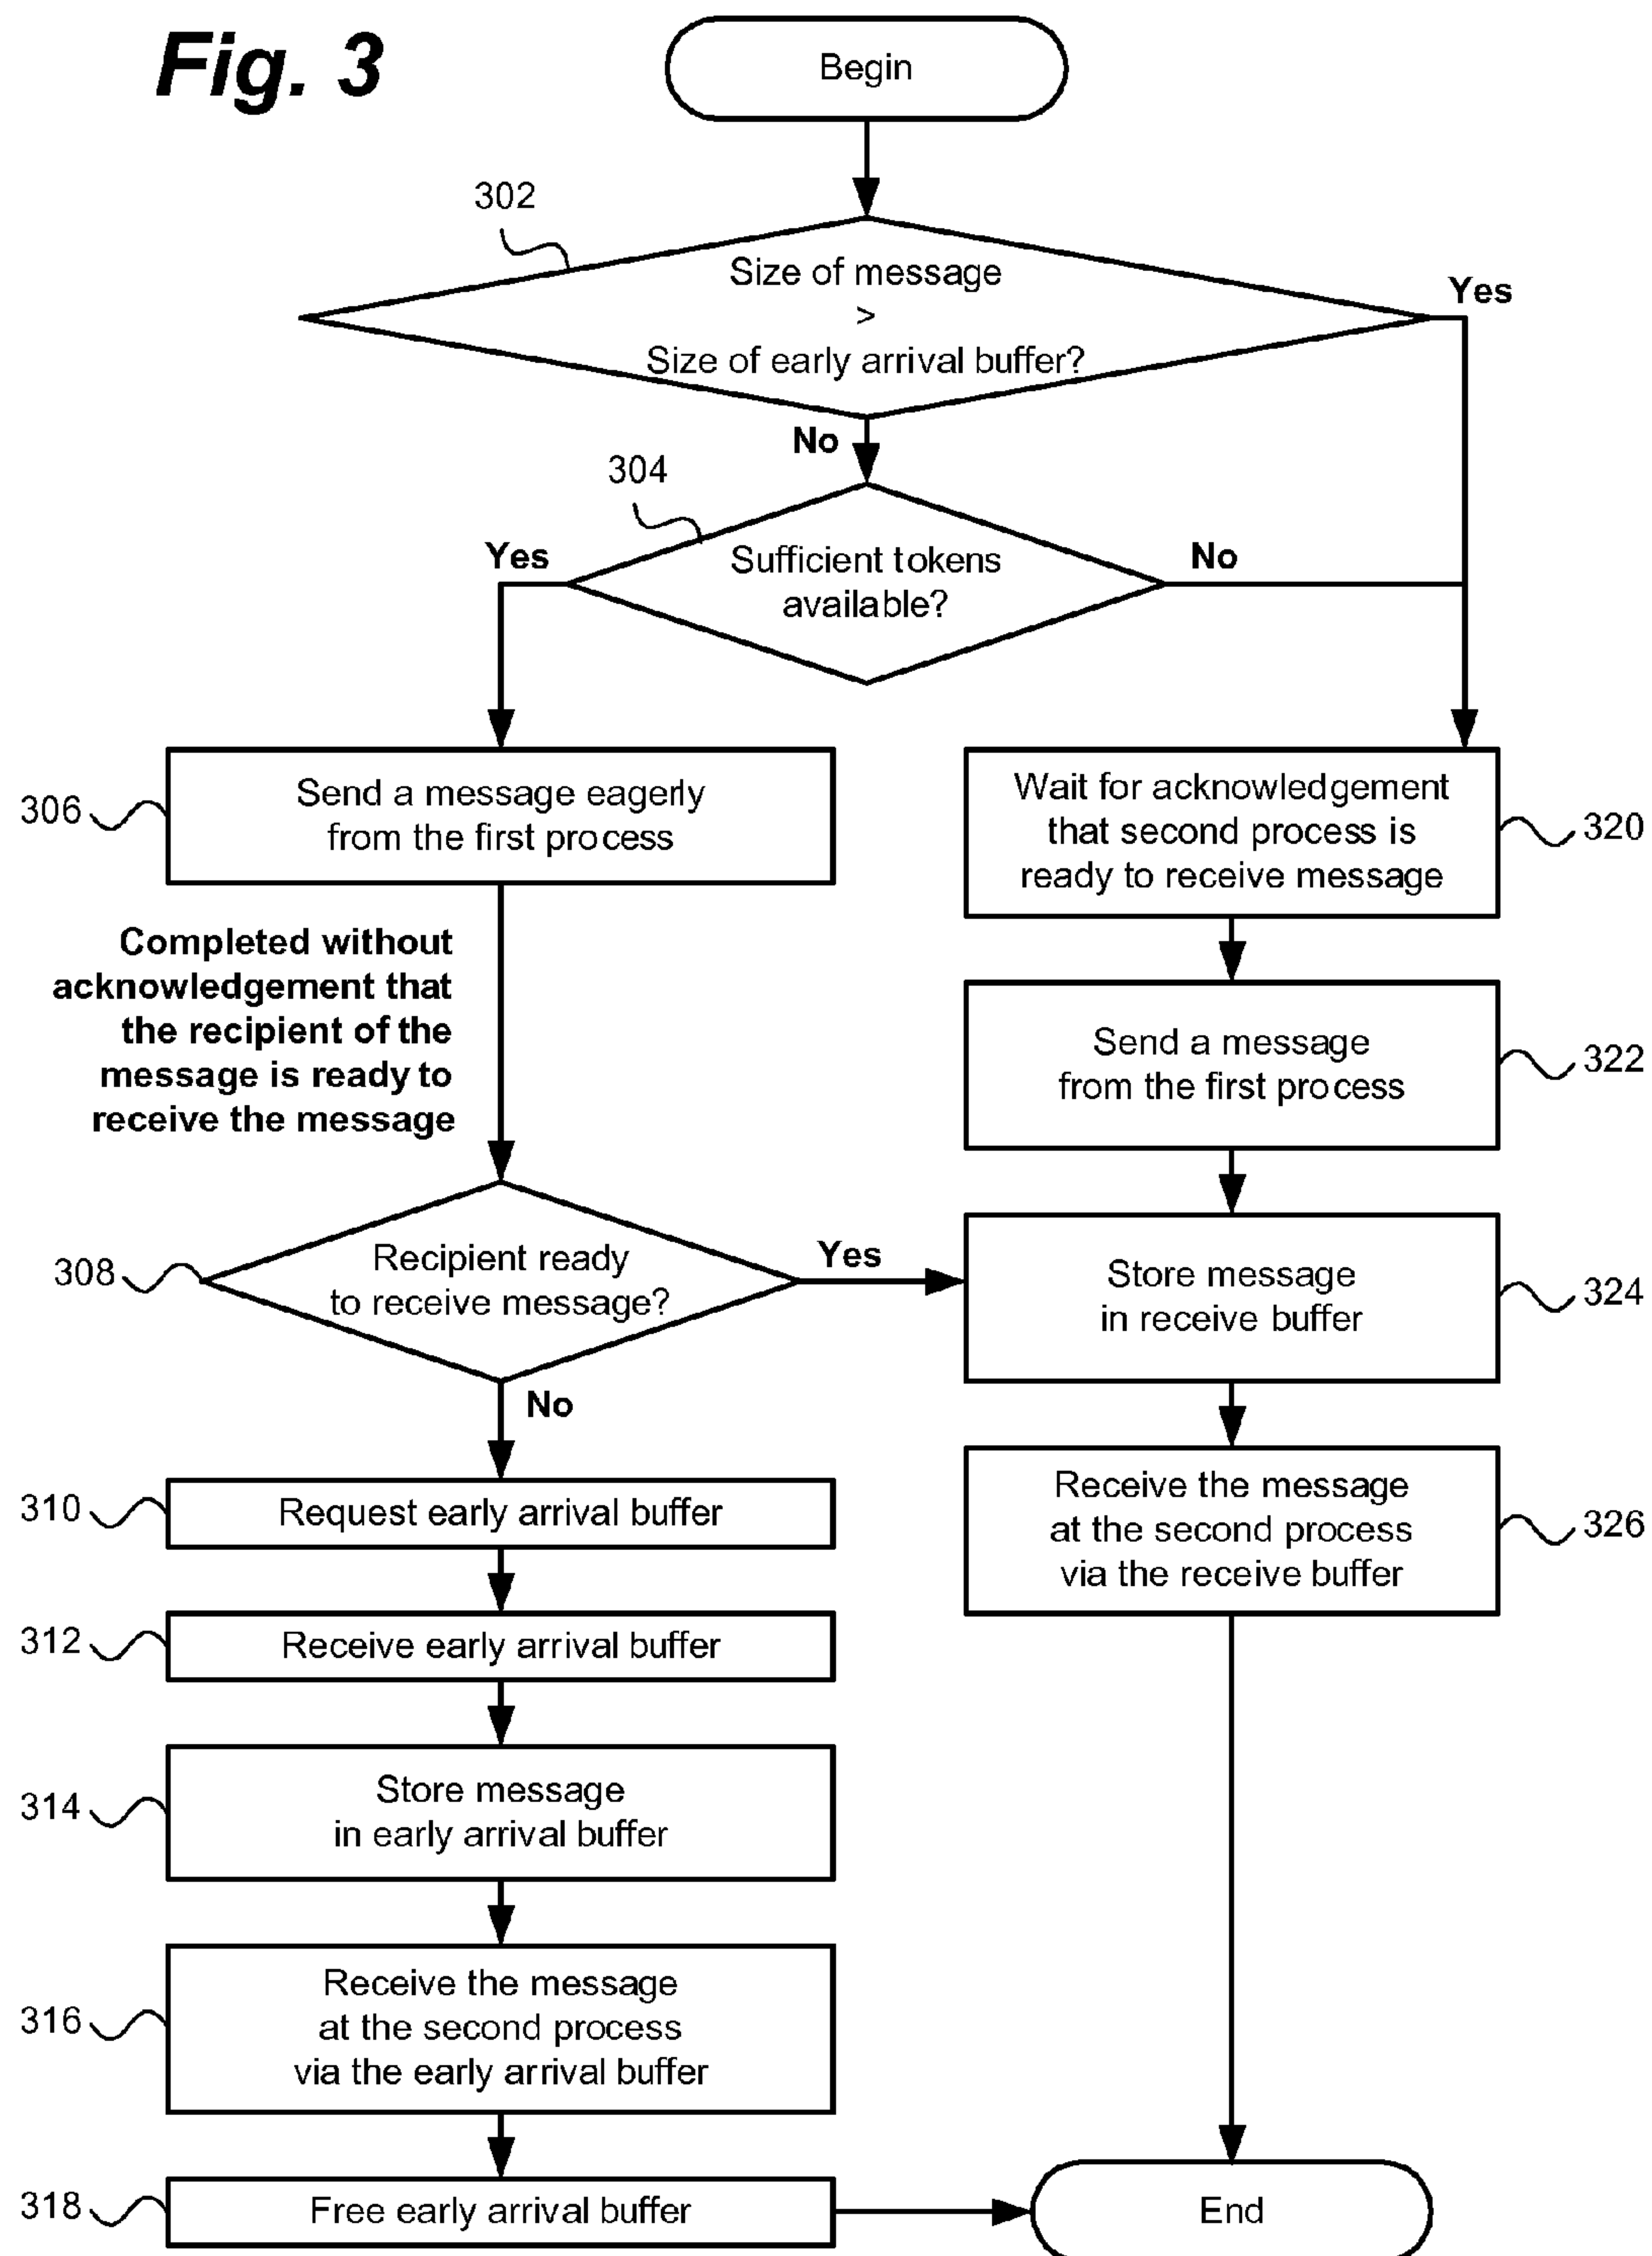 Fig. 3
Begin
302
Size of message
>
Size of early arrival buffer?
Yes
No
304
Sufficient tokens
available?
Yes
No
306
Send a message eagerly
from the first process
Wait for acknowledgement
that second process is
ready to receive message
320
Completed without
acknowledgement that
the recipient of the
message is ready to
receive the message
Send a message
from the first process
322
308
Recipient ready
to receive message?
Yes
No
Store message
in receive buffer
324
310
Request early arrival buffer
Receive the message
at the second process
via the receive buffer
326
312
Receive early arrival buffer
314
Store message
in early arrival buffer
316
Receive the message
at the second process
via the early arrival buffer
318
Free early arrival buffer
End